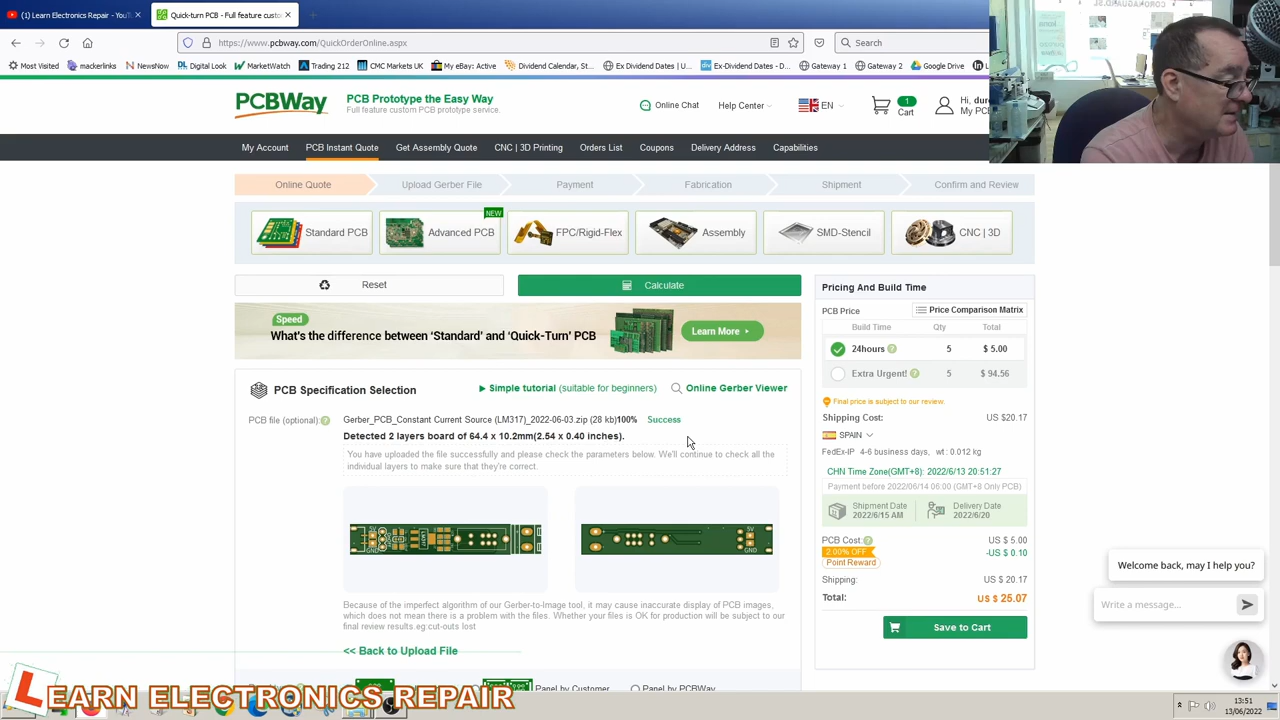 (1) Learn Electronics Repair - YouT
Quick-turn PCB - Full feature custo
https://www.pcbway.com/QuickOrderOnline.aspx
Search
Most Visited mackerlinks NewsNow Digital Look MarketWatch Trading 212 CMC Markets UK My eBay: Active Dividend Calendar, St... Ex Dividend Dates | U... Ex-Dividend Dates - D... Gateway 1 Gateway 2 Google Drive
PCBWay
PCB Prototype the Easy Way
Full feature custom PCB prototype service.
Online Chat
Help Center
EN
1
Cart
Hi,
My PCB
My Account PCB Instant Quote Get Assembly Quote CNC | 3D Printing Orders List Coupons Delivery Address Capabilities
Online Quote Upload Gerber File Payment Fabrication Shipment Confirm and Review
NEW
Standard PCB Advanced PCB FPC/Rigid-Flex Assembly SMD-Stencil CNC | 3D
Reset
Calculate
Speed
What's the difference between 'Standard' and 'Quick-Turn' PCB
Learn More
PCB Specification Selection
Simple tutorial (suitable for beginners)
Online Gerber Viewer
PCB file (optional):
Gerber_PCB_Constant Current Source (LM317)_2022-06-03.zip (28 kb)100% Success
Detected 2 layers board of 64.4 x 10.2mm(2.54 x 0.40 inches).
You have uploaded the file successfully and please check the parameters below. We'll continue to check all the
individual layers to make sure that they're correct.
5V
GND
5V
GND
Because of the imperfect algorithm of our Gerber-to-Image tool, it may cause inaccurate display of PCB images,
which does not mean there is a problem with the files. Whether your files is OK for production will be subject to our
final review results.eg:cut-outs lost
<< Back to Upload File
Panel by Customer
Panel by PCBWay
Pricing And Build Time
PCB Price
Price Comparison Matrix
Build Time Qty Total
24hours 5 $ 5.00
Extra Urgent! 5 $ 94.56
Final price is subject to our review.
Shipping Cost: US $20.17
SPAIN
FedEx-IP 4-6 business days, wt : 0.012 kg
CHN Time Zone(GMT+8): 2022/6/13 20:51:27
Payment before 2022/06/14 06:00 (GMT+8 Only PCB)
Shipment Date
2022/6/15 AM
Delivery Date
2022/6/20
PCB Cost: US $ 5.00
2.00% OFF -US $ 0.10
Point Reward
Shipping: US $ 20.17
Total: US $ 25.07
Save to Cart
Welcome back, may I help you?
Write a message...
LEARN ELECTRONICS REPAIR
13:51
13/06/2022